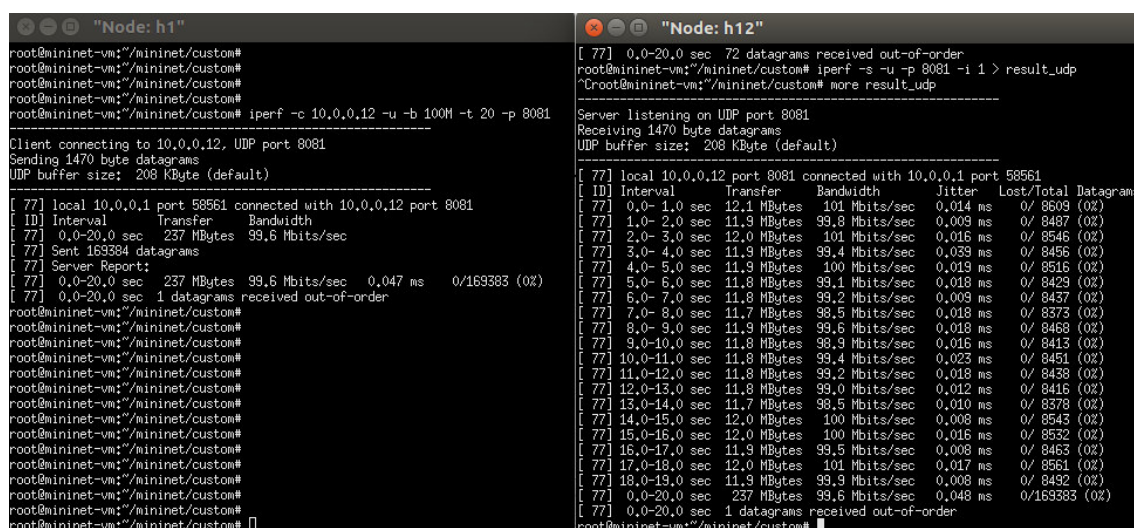 "Node: h1"
root@mininet-vm:~/mininet/custom#
root@mininet-vm:~/mininet/custom#
root@mininet-vm:~/mininet/custom#
root@mininet-vm:~/mininet/custom#
root@mininet-vm:~/mininet/custom# iperf -c 10.0.0.12 -u -b 100M -t 20 -p 8081
------------------------------------------------------------
Client connecting to 10.0.0.12, UDP port 8081
Sending 1470 byte datagrams
UDP buffer size: 208 KByte (default)
------------------------------------------------------------
[ 77] local 10.0.0.1 port 58561 connected with 10.0.0.12 port 8081
[ ID] Interval Transfer Bandwidth
[ 77] 0.0-20.0 sec 237 MBytes 99.6 Mbits/sec
[ 77] Sent 169384 datagrams
[ 77] Server Report:
[ 77] 0.0-20.0 sec 237 MBytes 99.6 Mbits/sec 0.047 ms 0/169383 (0%)
[ 77] 0.0-20.0 sec 1 datagrams received out-of-order
root@mininet-vm:~/mininet/custom#
root@mininet-vm:~/mininet/custom#
root@mininet-vm:~/mininet/custom#
root@mininet-vm:~/mininet/custom#
root@mininet-vm:~/mininet/custom#
root@mininet-vm:~/mininet/custom#
root@mininet-vm:~/mininet/custom#
root@mininet-vm:~/mininet/custom#
root@mininet-vm:~/mininet/custom#
root@mininet-vm:~/mininet/custom#
root@mininet-vm:~/mininet/custom#
root@mininet-vm:~/mininet/custom#
root@mininet-vm:~/mininet/custom#
root@mininet-vm:~/mininet/custom#
"Node: h12"
[ 77] 0.0-20.0 sec 72 datagrams received out-of-order
root@mininet-vm:~/mininet/custom# iperf -s -u -p 8081 -i 1 > result_udp
^Croot@mininet-vm:~/mininet/custom# more result_udp
------------------------------------------------------------
Server listening on UDP port 8081
Receiving 1470 byte datagrams
UDP buffer size: 208 KByte (default)
------------------------------------------------------------
[ 77] local 10.0.0.12 port 8081 connected with 10.0.0.1 port 58561
[ ID] Interval Transfer Bandwidth Jitter Lost/Total Datagram
[ 77] 0.0- 1.0 sec 12.1 MBytes 101 Mbits/sec 0.014 ms 0/ 8609 (0%)
[ 77] 1.0- 2.0 sec 11.9 MBytes 99.8 Mbits/sec 0.009 ms 0/ 8487 (0%)
[ 77] 2.0- 3.0 sec 12.0 MBytes 101 Mbits/sec 0.016 ms 0/ 8546 (0%)
[ 77] 3.0- 4.0 sec 11.9 MBytes 99.4 Mbits/sec 0.039 ms 0/ 8456 (0%)
[ 77] 4.0- 5.0 sec 11.9 MBytes 100 Mbits/sec 0.019 ms 0/ 8516 (0%)
[ 77] 5.0- 6.0 sec 11.8 MBytes 99.1 Mbits/sec 0.018 ms 0/ 8429 (0%)
[ 77] 6.0- 7.0 sec 11.8 MBytes 99.2 Mbits/sec 0.009 ms 0/ 8437 (0%)
[ 77] 7.0- 8.0 sec 11.7 MBytes 98.5 Mbits/sec 0.018 ms 0/ 8373 (0%)
[ 77] 8.0- 9.0 sec 11.9 MBytes 99.6 Mbits/sec 0.018 ms 0/ 8468 (0%)
[ 77] 9.0-10.0 sec 11.8 MBytes 98.9 Mbits/sec 0.016 ms 0/ 8413 (0%)
[ 77] 10.0-11.0 sec 11.8 MBytes 99.4 Mbits/sec 0.023 ms 0/ 8451 (0%)
[ 77] 11.0-12.0 sec 11.8 MBytes 99.2 Mbits/sec 0.018 ms 0/ 8438 (0%)
[ 77] 12.0-13.0 sec 11.8 MBytes 99.0 Mbits/sec 0.012 ms 0/ 8416 (0%)
[ 77] 13.0-14.0 sec 11.7 MBytes 98.5 Mbits/sec 0.010 ms 0/ 8378 (0%)
[ 77] 14.0-15.0 sec 12.0 MBytes 100 Mbits/sec 0.008 ms 0/ 8543 (0%)
[ 77] 15.0-16.0 sec 12.0 MBytes 100 Mbits/sec 0.016 ms 0/ 8532 (0%)
[ 77] 16.0-17.0 sec 11.9 MBytes 99.5 Mbits/sec 0.008 ms 0/ 8463 (0%)
[ 77] 17.0-18.0 sec 12.0 MBytes 101 Mbits/sec 0.017 ms 0/ 8561 (0%)
[ 77] 18.0-19.0 sec 11.9 MBytes 99.9 Mbits/sec 0.008 ms 0/ 8492 (0%)
[ 77] 0.0-20.0 sec 237 MBytes 99.6 Mbits/sec 0.048 ms 0/169383 (0%)
[ 77] 0.0-20.0 sec 1 datagrams received out-of-order
root@mininet-vm:~/mininet/custom#